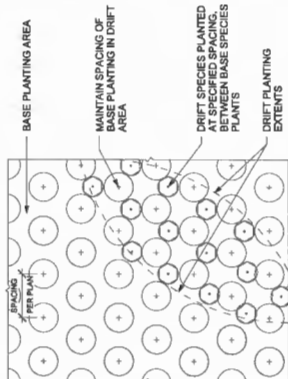 SPACING
PER PLAN
BASE PLANTING AREA
MAINTAIN SPACING OF
BASE PLANTING IN DRIFT
AREA
DRIFT SPECIES PLANTED
AT SPECIFIED SPACING,
BETWEEN BASE SPECIES
PLANTS
DRIFT PLANTING
EXTENTS